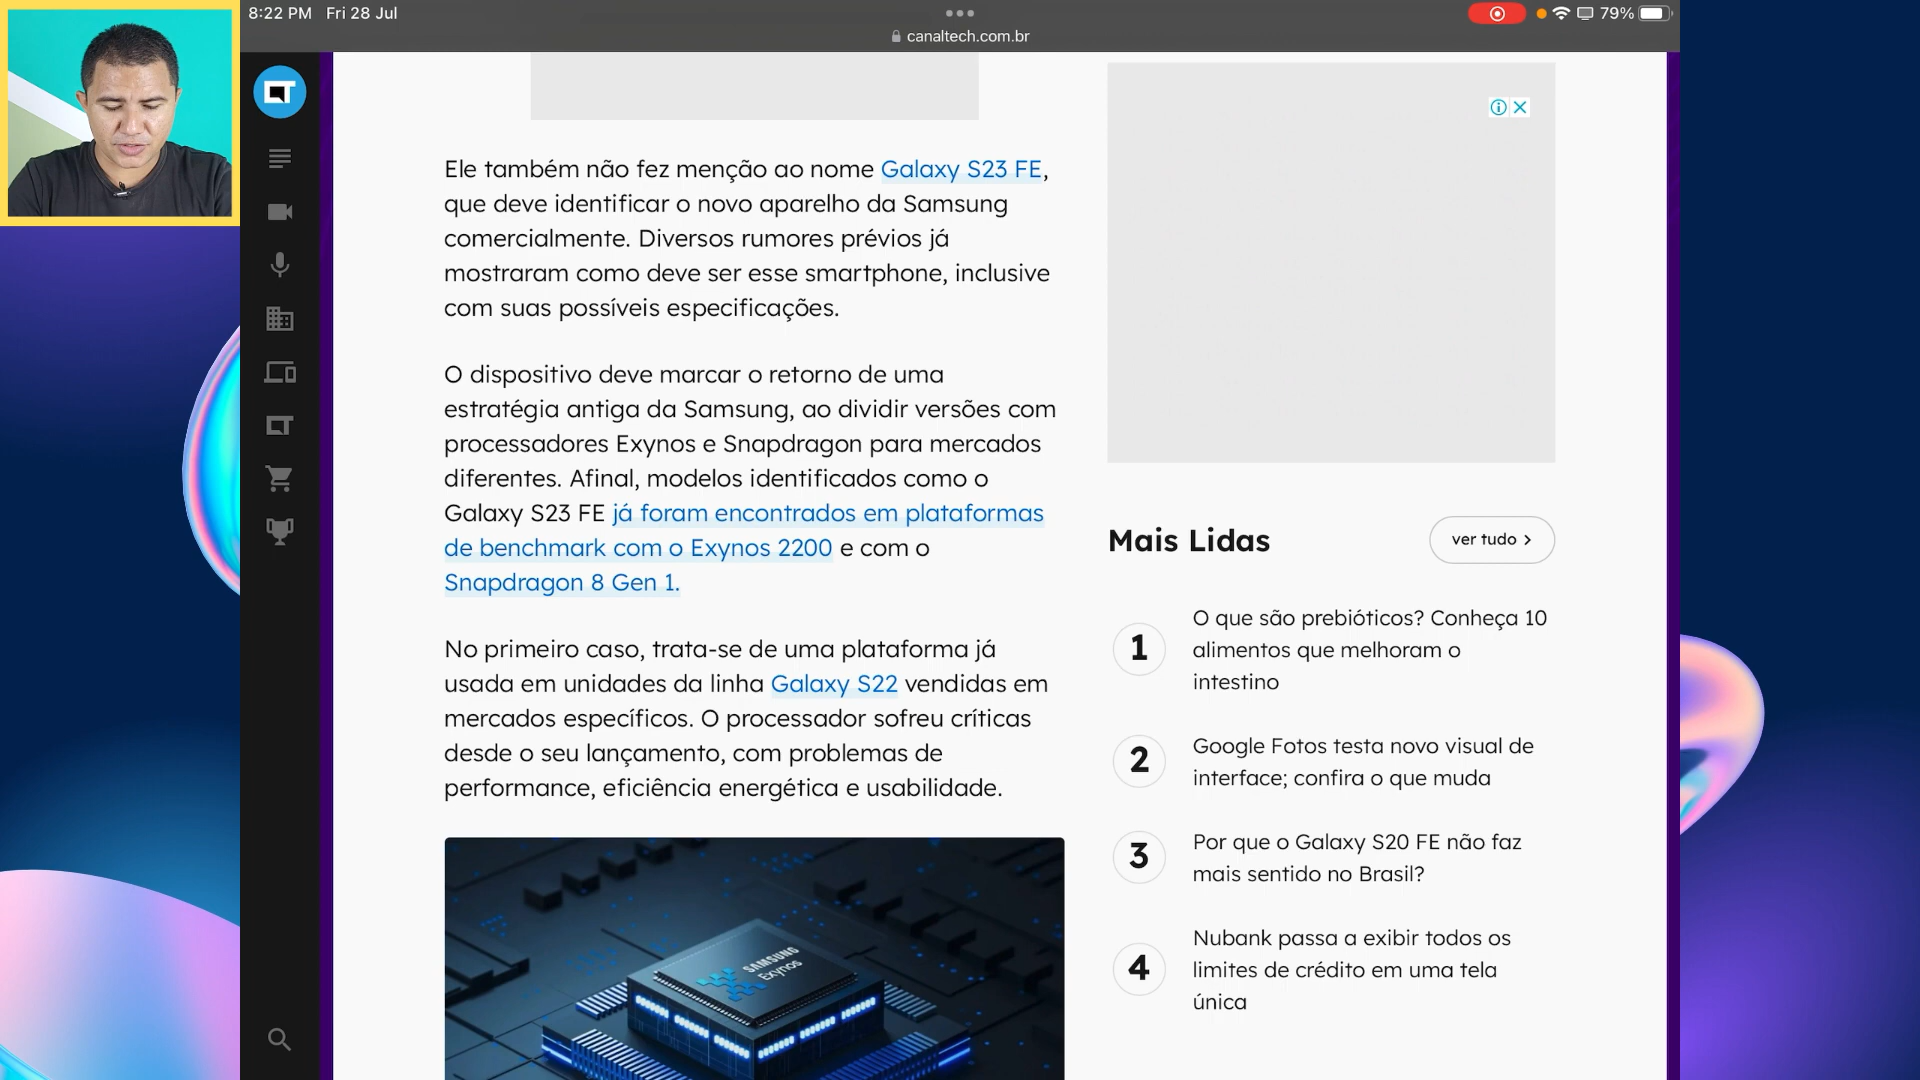 8:22 PM Fri 28 Jul
79%
canaltech.com.br
Ele também não fez menção ao nome Galaxy S23 FE,
que deve identificar o novo aparelho da Samsung
comercialmente. Diversos rumores prévios já
mostraram como deve ser esse smartphone, inclusive
com suas possíveis especificações.
O dispositivo deve marcar o retorno de uma
estratégia antiga da Samsung, ao dividir versões com
processadores Exynos e Snapdragon para mercados
diferentes. Afinal, modelos identificados como o
Galaxy S23 FE já foram encontrados em plataformas
de benchmark com o Exynos 2200 e com o
Snapdragon 8 Gen 1.
No primeiro caso, trata-se de uma plataforma já
usada em unidades da linha Galaxy S22 vendidas em
mercados específicos. O processador sofreu críticas
desde o seu lançamento, com problemas de
performance, eficiência energética e usabilidade.
SAMSUNG
Exynos
Mais Lidas
ver tudo
1
O que são prebióticos? Conheça 10
alimentos que melhoram o
intestino
2
Google Fotos testa novo visual de
interface; confira o que muda
3
Por que o Galaxy S20 FE não faz
mais sentido no Brasil?
4
Nubank passa a exibir todos os
limites de crédito em uma tela
única